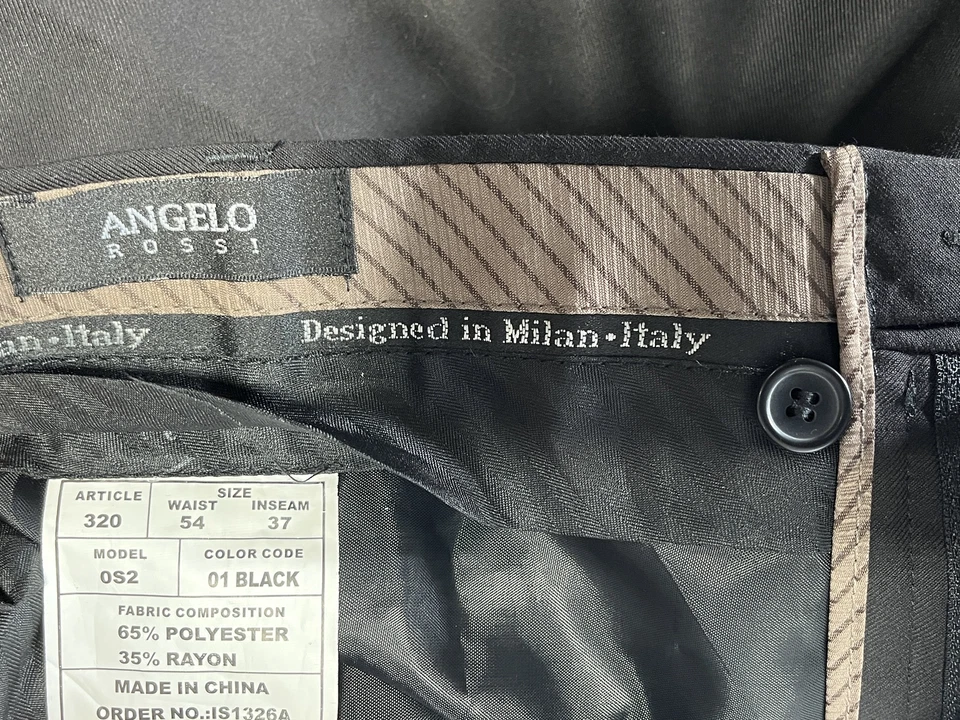 ANGELO
ROSSI
an•Italy
Designed in Milan•Italy
ARTICLE
320
SIZE
WAIST INSEAM
54 37
MODEL
0S2
COLOR CODE
01 BLACK
FABRIC COMPOSITION
65% POLYESTER
35% RAYON
MADE IN CHINA
ORDER NO.:IS1326A